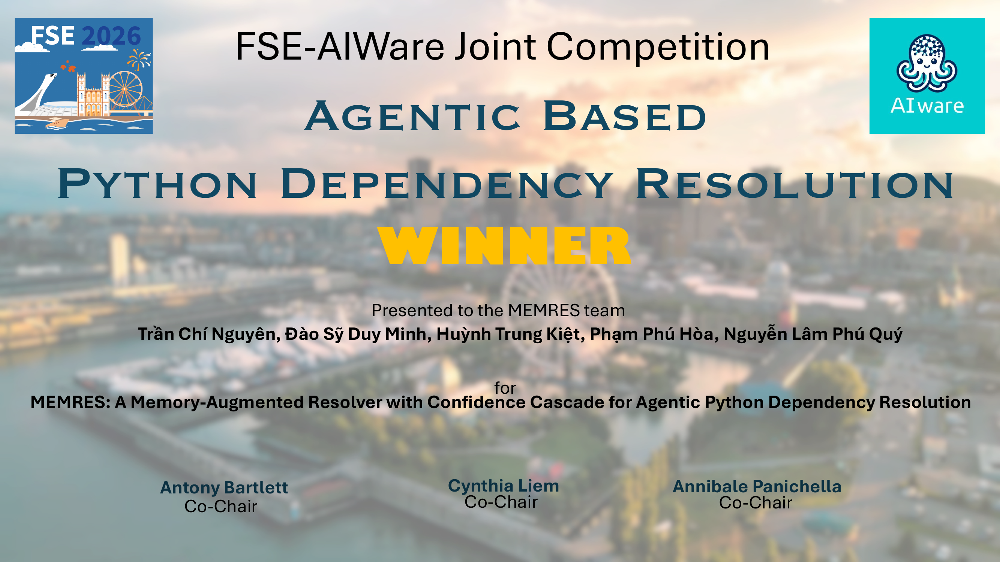 FSE 2026
FSE-AIWare Joint Competition
AIware
AGENTIC BASED
PYTHON DEPENDENCY RESOLUTION
WINNER
Presented to the MEMRES team
Trần Chí Nguyên, Đào Sỹ Duy Minh, Huỳnh Trung Kiệt, Phạm Phú Hòa, Nguyễn Lâm Phú Quý
for
MEMRES: A Memory-Augmented Resolver with Confidence Cascade for Agentic Python Dependency Resolution
Antony Bartlett
Co-Chair
Cynthia Liem
Co-Chair
Annibale Panichella
Co-Chair